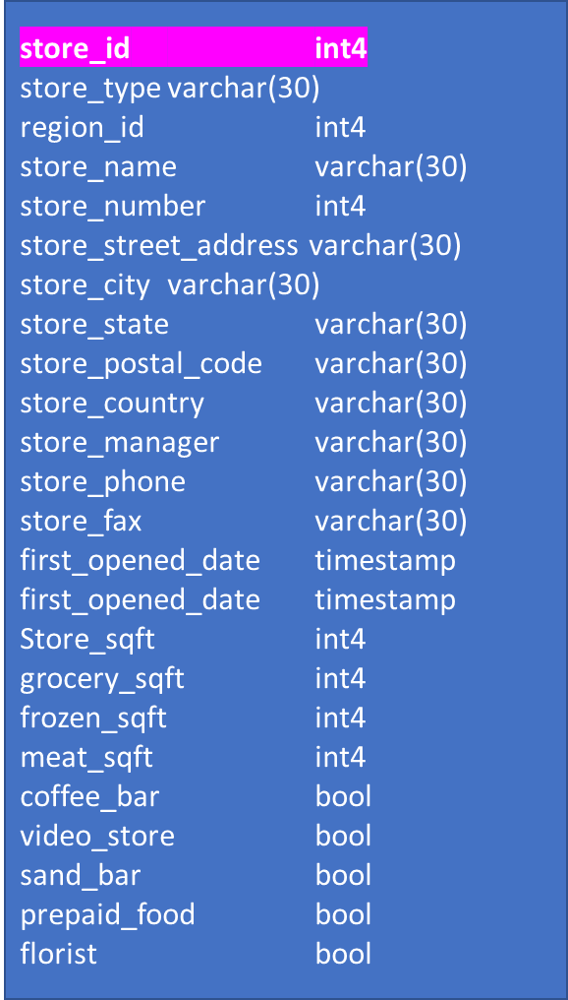 store_id int4
store_type varchar(30)
region_id int4
store_name varchar(30)
store_number int4
store_street_address varchar(30)
store_city varchar(30)
store_state varchar(30)
store_postal_code varchar(30)
store_country varchar(30)
store_manager varchar(30)
store_phone varchar(30)
store_fax varchar(30)
first_opened_date timestamp
first_opened_date timestamp
Store_sqft int4
grocery_sqft int4
frozen_sqft int4
meat_sqft int4
coffee_bar bool
video_store bool
sand_bar bool
prepaid_food bool
florist bool